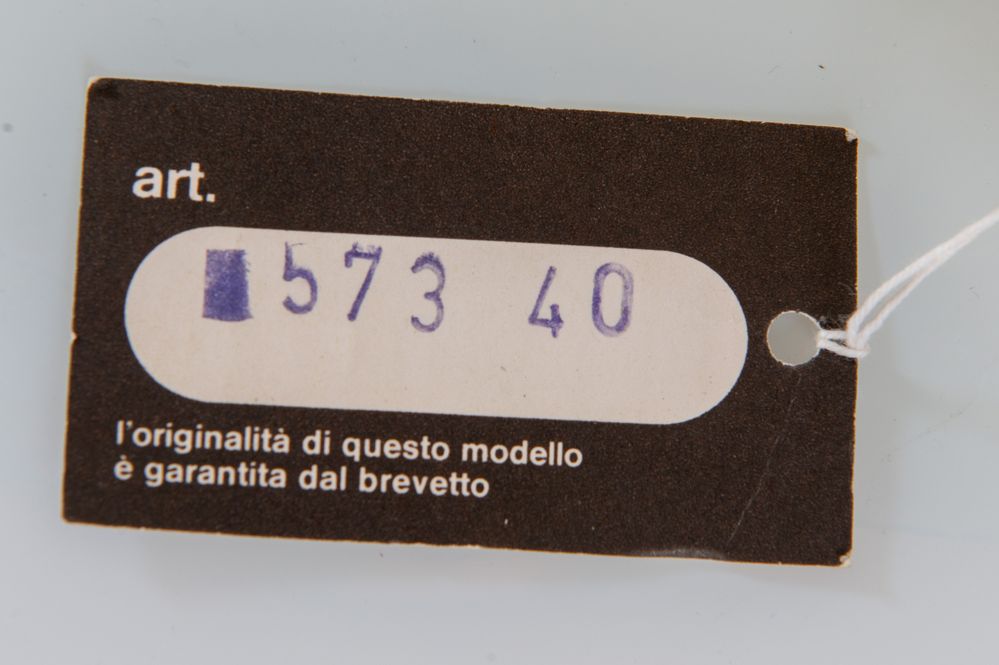 art.
573 40
l'originalità di questo modello
è garantita dal brevetto